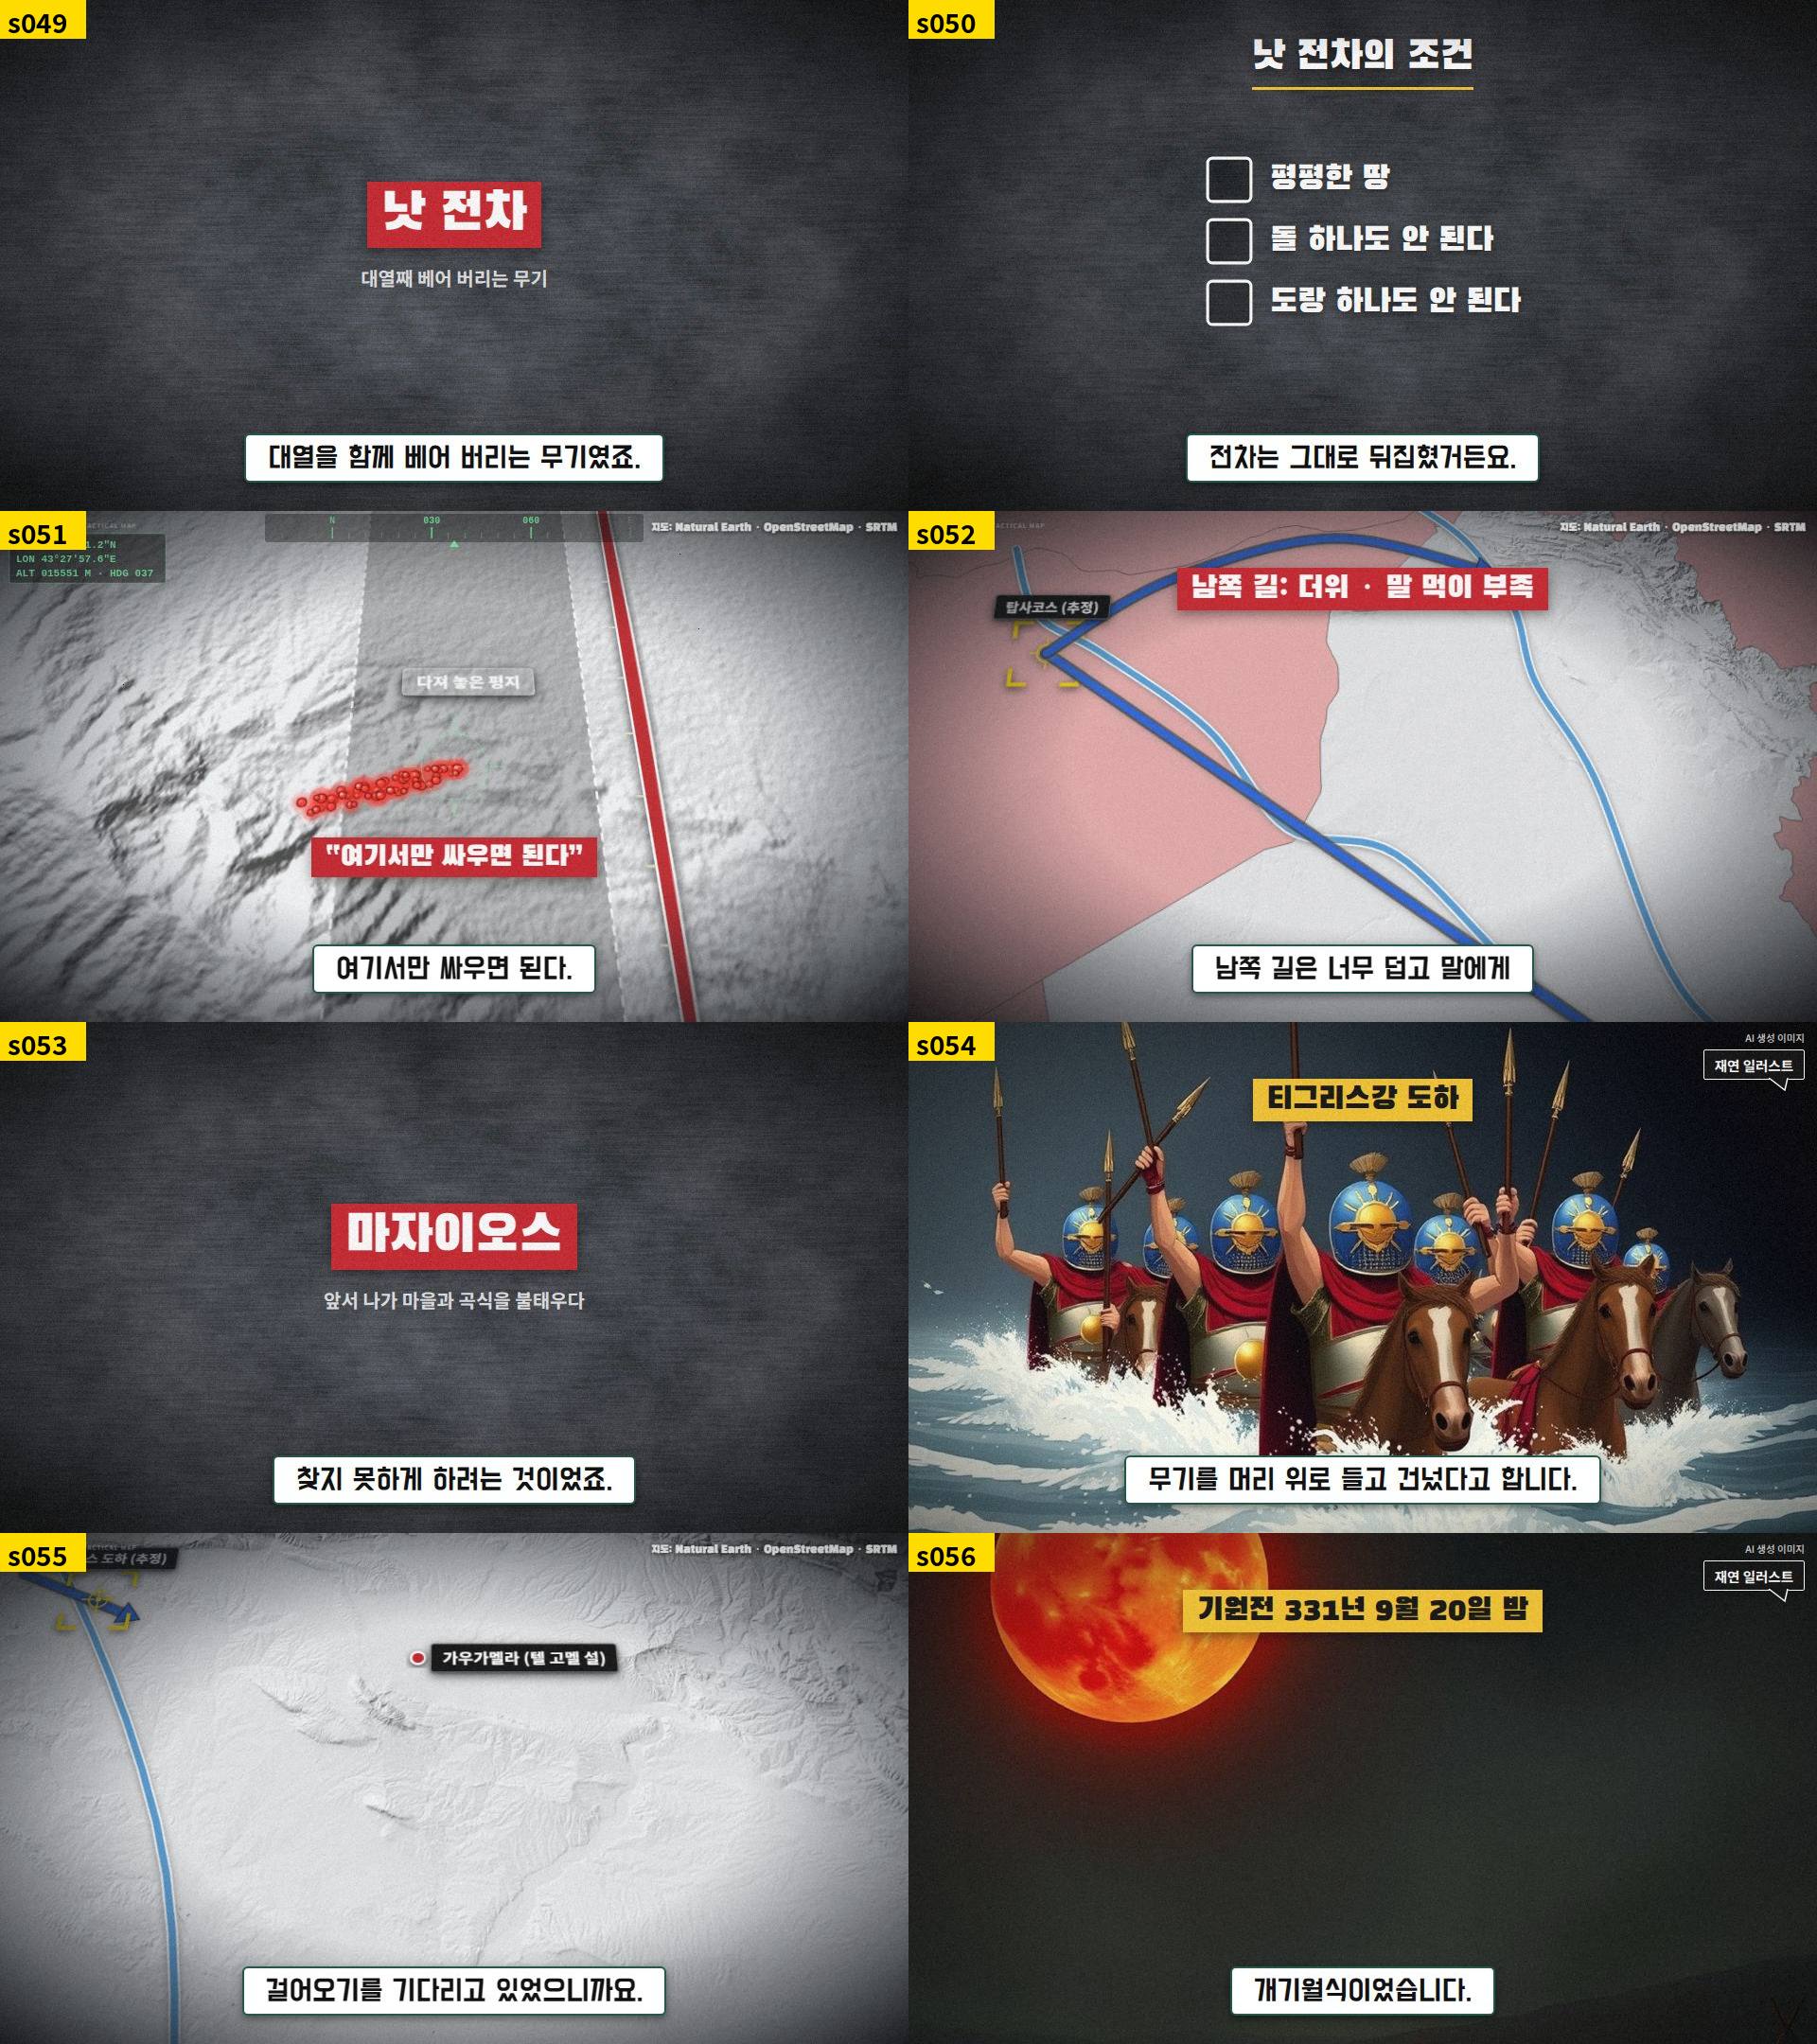 s049
낫 전차
대열째 베어 버리는 무기
대열을 함께 베어 버리는 무기였죠.
s050
낫 전차의 조건
평평한 땅
돌 하나도 안 된다
도랑 하나도 안 된다
전차는 그대로 뒤집혔거든요.
s051
N 030 060
지도: Natural Earth · OpenStreetMap · SRTM
LON 43°27'57.6"E
ALT 015551 M · HDG 037
다져 놓은 평지
“여기서만 싸우면 된다”
여기서만 싸우면 된다.
s052
지도: Natural Earth · OpenStreetMap · SRTM
남쪽 길: 더위 · 말 먹이 부족
탑사코스 (추정)
남쪽 길은 너무 덥고 말에게
s053
마자이오스
앞서 나가 마을과 곡식을 불태우다
찾지 못하게 하려는 것이었죠.
s054
AI 생성 이미지
재연 일러스트
티그리스강 도하
무기를 머리 위로 들고 건넜다고 합니다.
s055
스 도하 (추정)
지도: Natural Earth · OpenStreetMap · SRTM
가우가멜라 (텔 고멜 설)
걸어오기를 기다리고 있었으니까요.
s056
AI 생성 이미지
재연 일러스트
기원전 331년 9월 20일 밤
개기월식이었습니다.